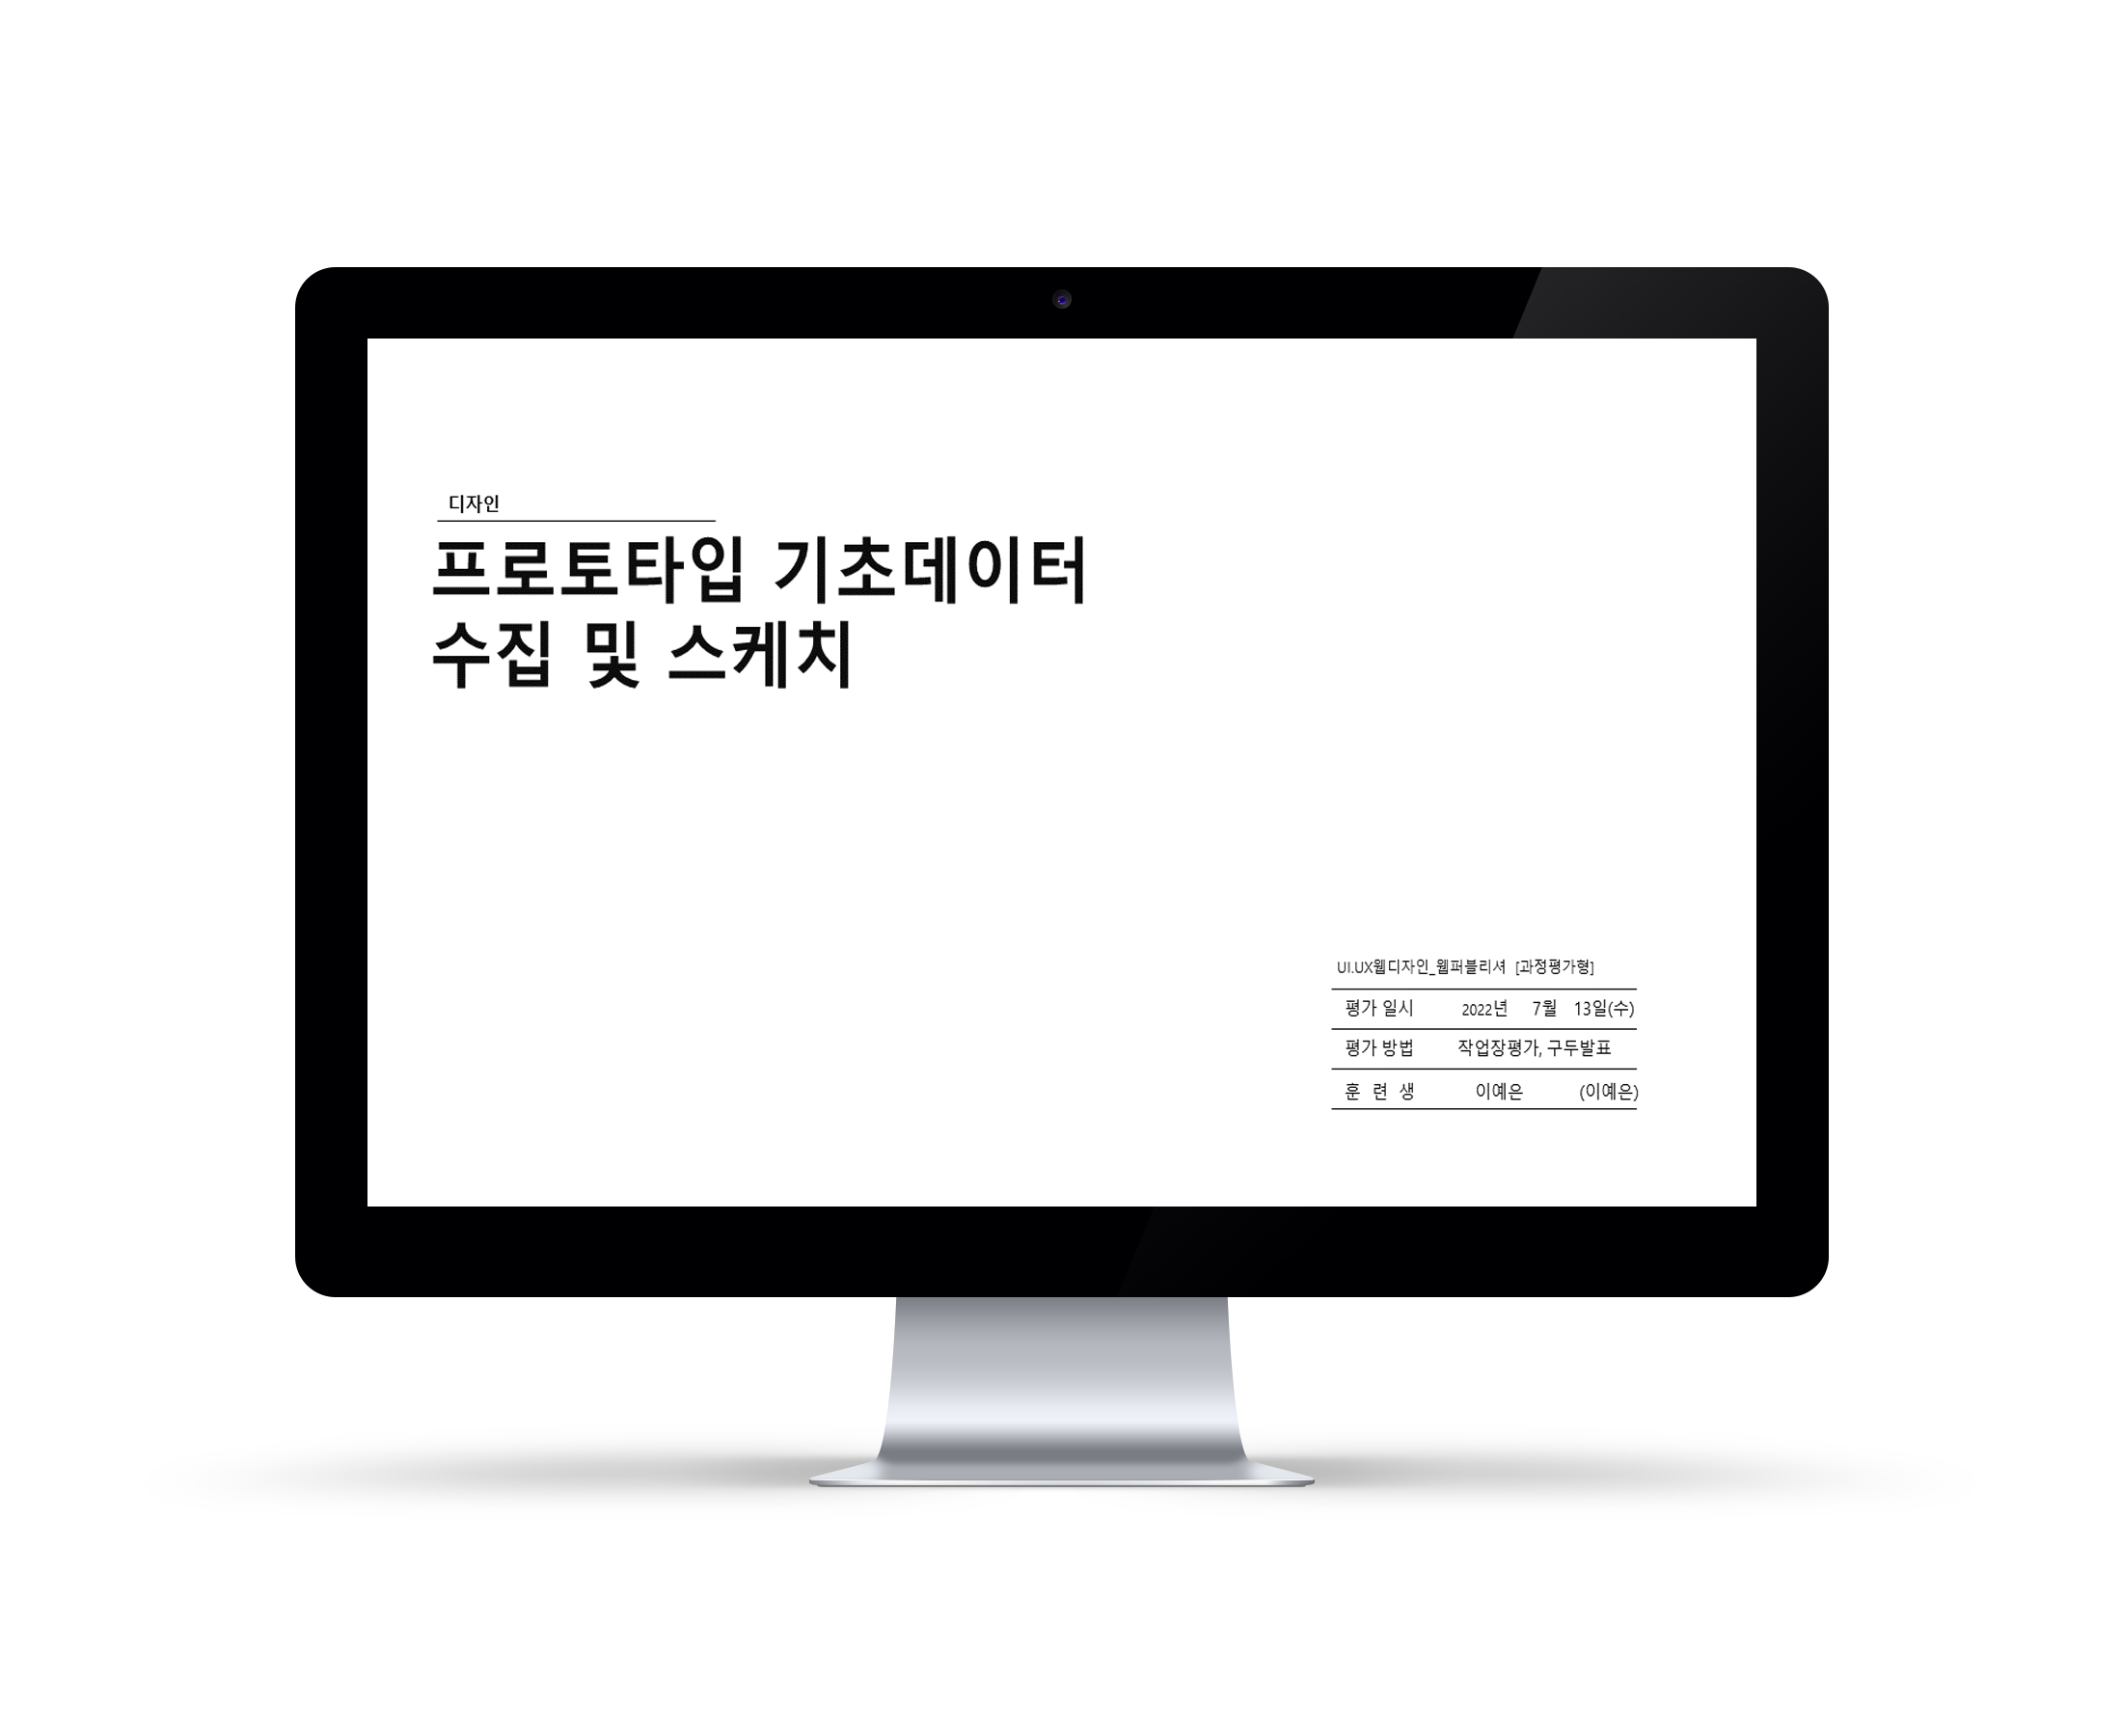 디자인
프로토타입 기초데이터
수집 및 스케치
UI.UX웹디자인_웹퍼블리셔 [과정평가형]
평가 일시 2022년 7월 13일(수)
평가 방법 작업장평가, 구두발표
훈 련 생 이예은 (이예은)